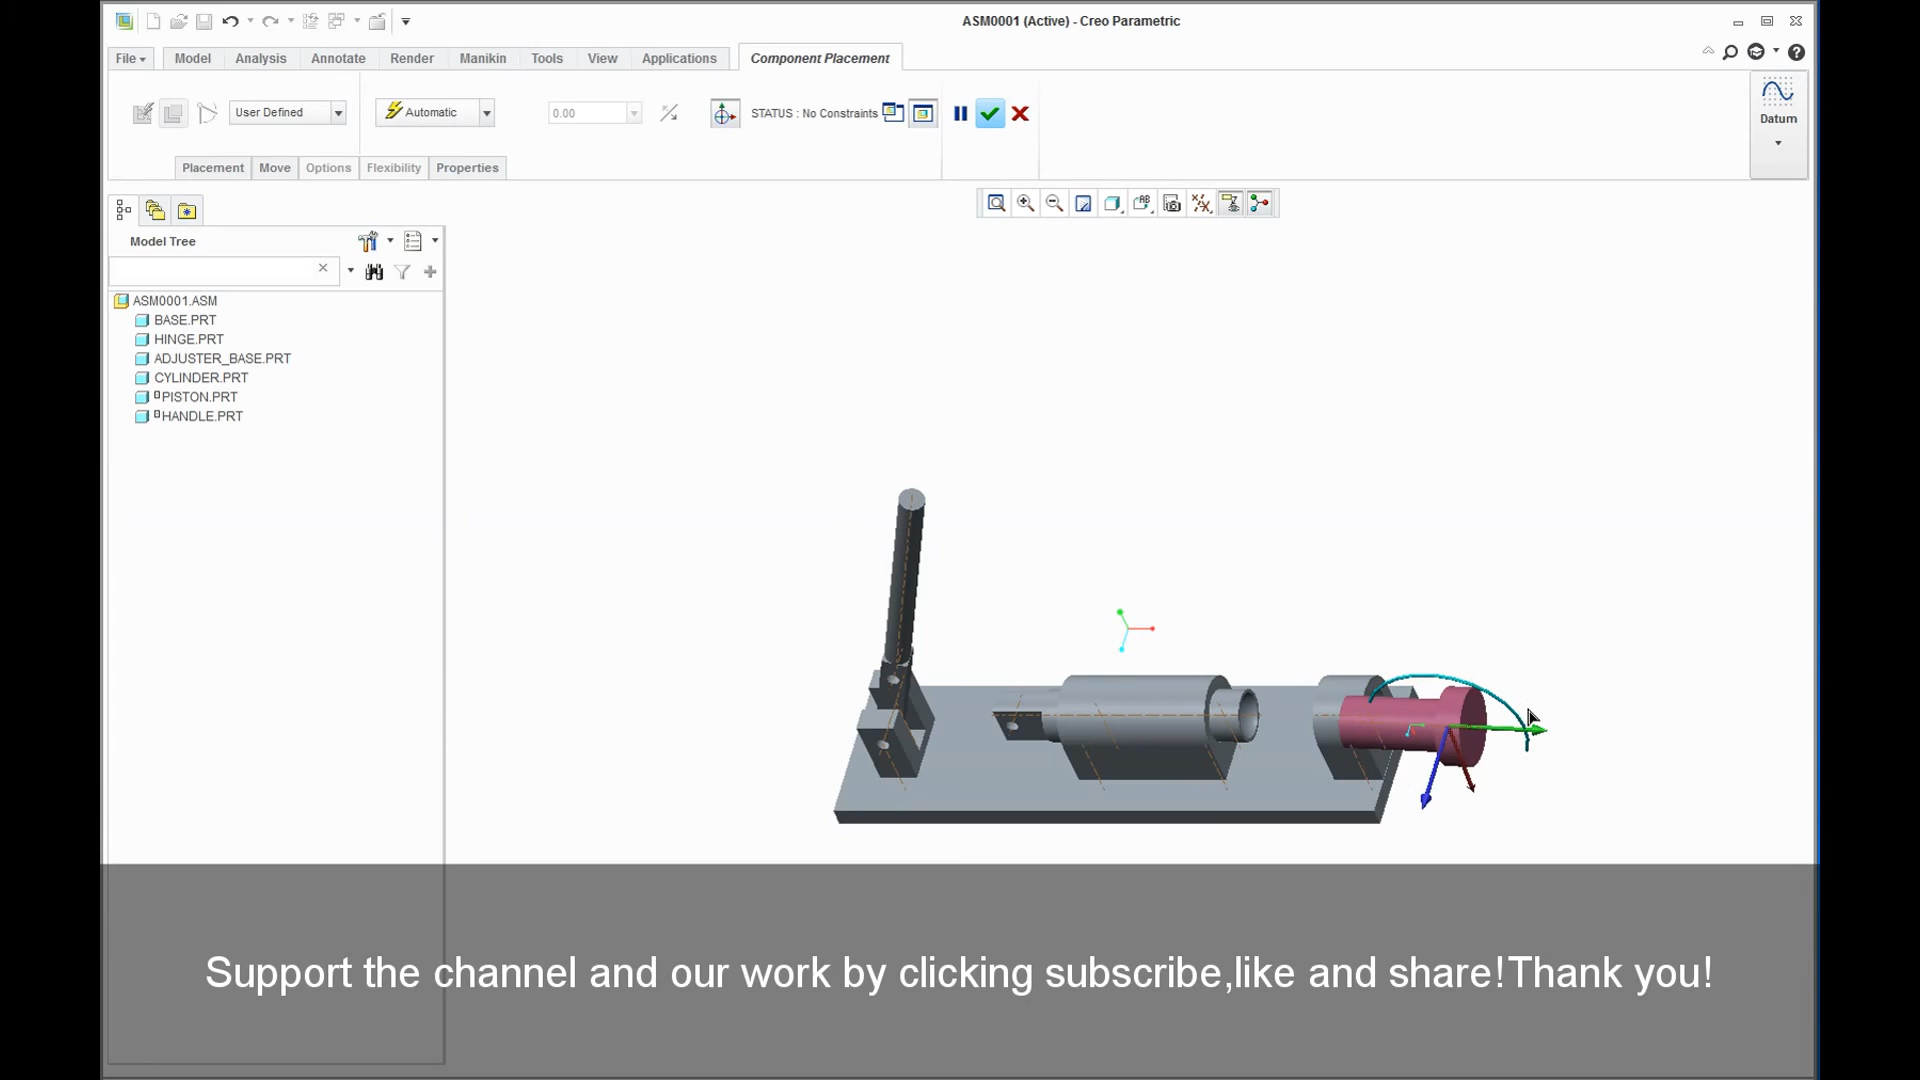 ASM0001 (Active) - Creo Parametric
File Model Analysis Annotate Render Manikin Tools View Applications Component Placement
User Defined Automatic 0.00 STATUS : No Constraints
Datum
Placement Move Options Flexibility Properties
Model Tree
ASM0001.ASM
BASE.PRT
HINGE.PRT
ADJUSTER_BASE.PRT
CYLINDER.PRT
PISTON.PRT
HANDLE.PRT
Support the channel and our work by clicking subscribe,like and share!Thank you!